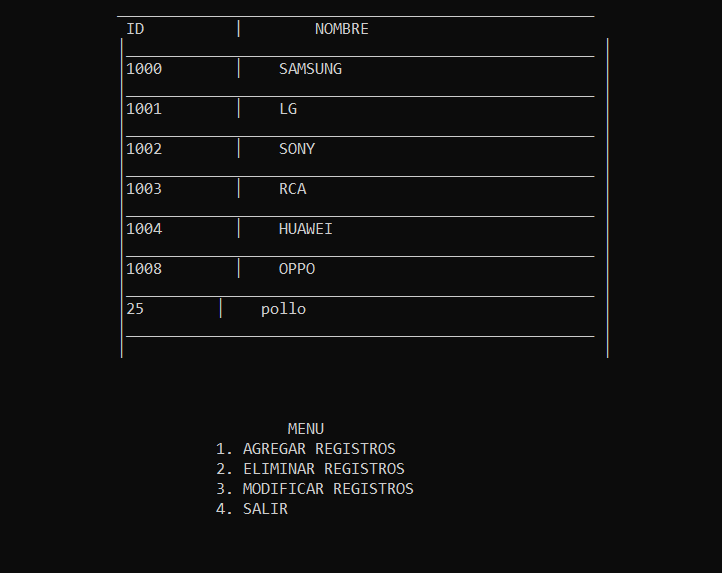 ID | NOMBRE
1000 | SAMSUNG
1001 | LG
1002 | SONY
1003 | RCA
1004 | HUAWEI
1008 | OPPO
25 | pollo
MENU
1. AGREGAR REGISTROS
2. ELIMINAR REGISTROS
3. MODIFICAR REGISTROS
4. SALIR